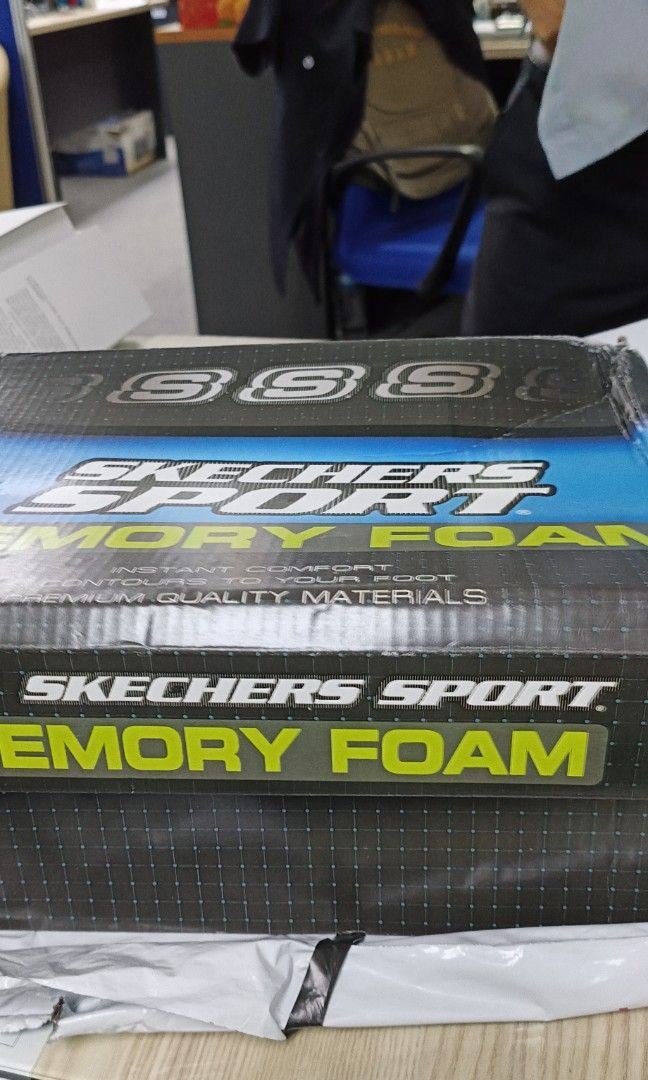 S S S
SKECHERS
SPORT®
EMORY FOAM
INSTANT COMFORT
CONTOURS TO YOUR FOOT
PREMIUM QUALITY MATERIALS
SKECHERS SPORT®
EMORY FOAM